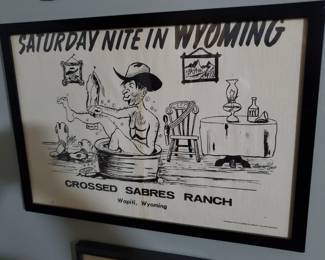 SATURDAY NITE IN WYOMING
CROSSED SABRES RANCH
Wapiti, Wyoming